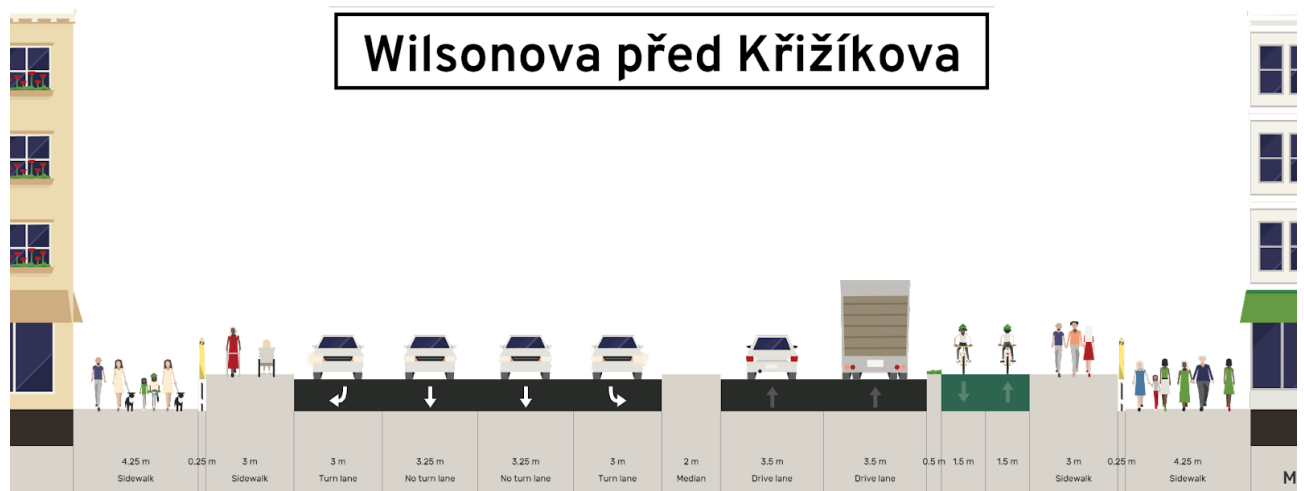 Wilsonova před Křižíkova
4.25 m 0.25 m 3 m 3 m 3.25 m 3.25 m 3 m 2 m 3.5 m 3.5 m 0.5 m 1.5 m 1.5 m 3 m 0.25 m 4.25 m
Sidewalk Sidewalk Turn lane No turn lane No turn lane Turn lane Median Drive lane Drive lane Sidewalk Sidewalk
M